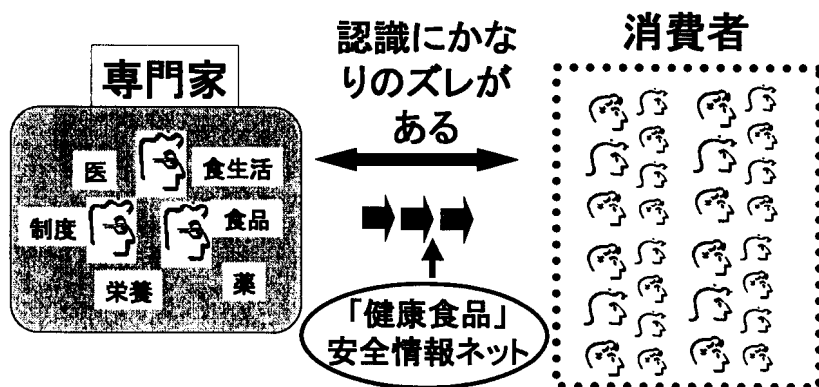 専門家
医
食生活
制度
食品
栄養
薬
認識にかな
りのズレが
ある
「健康食品」
安全情報ネット
消費者